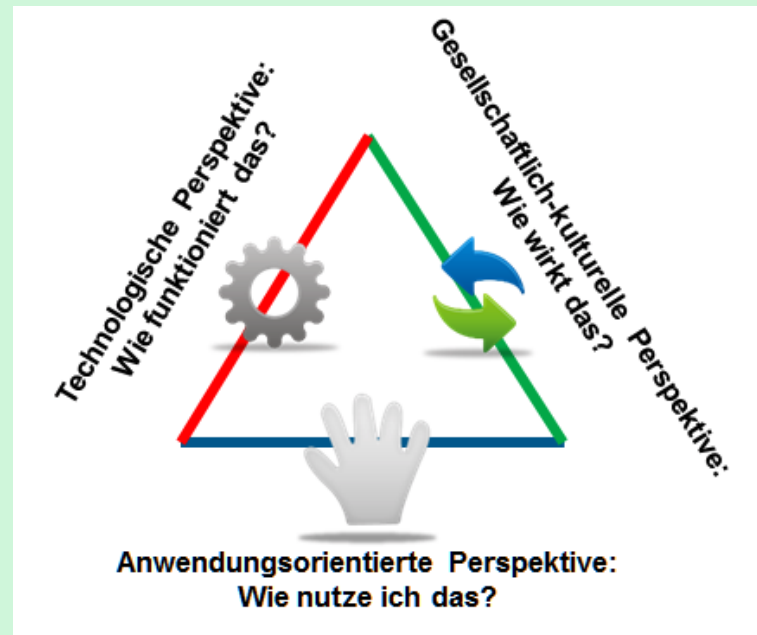 Technologische Perspektive:
Wie funktioniert das?
Gesellschaftlich-kulturelle Perspektive:
Wie wirkt das?
Anwendungsorientierte Perspektive:
Wie nutze ich das?